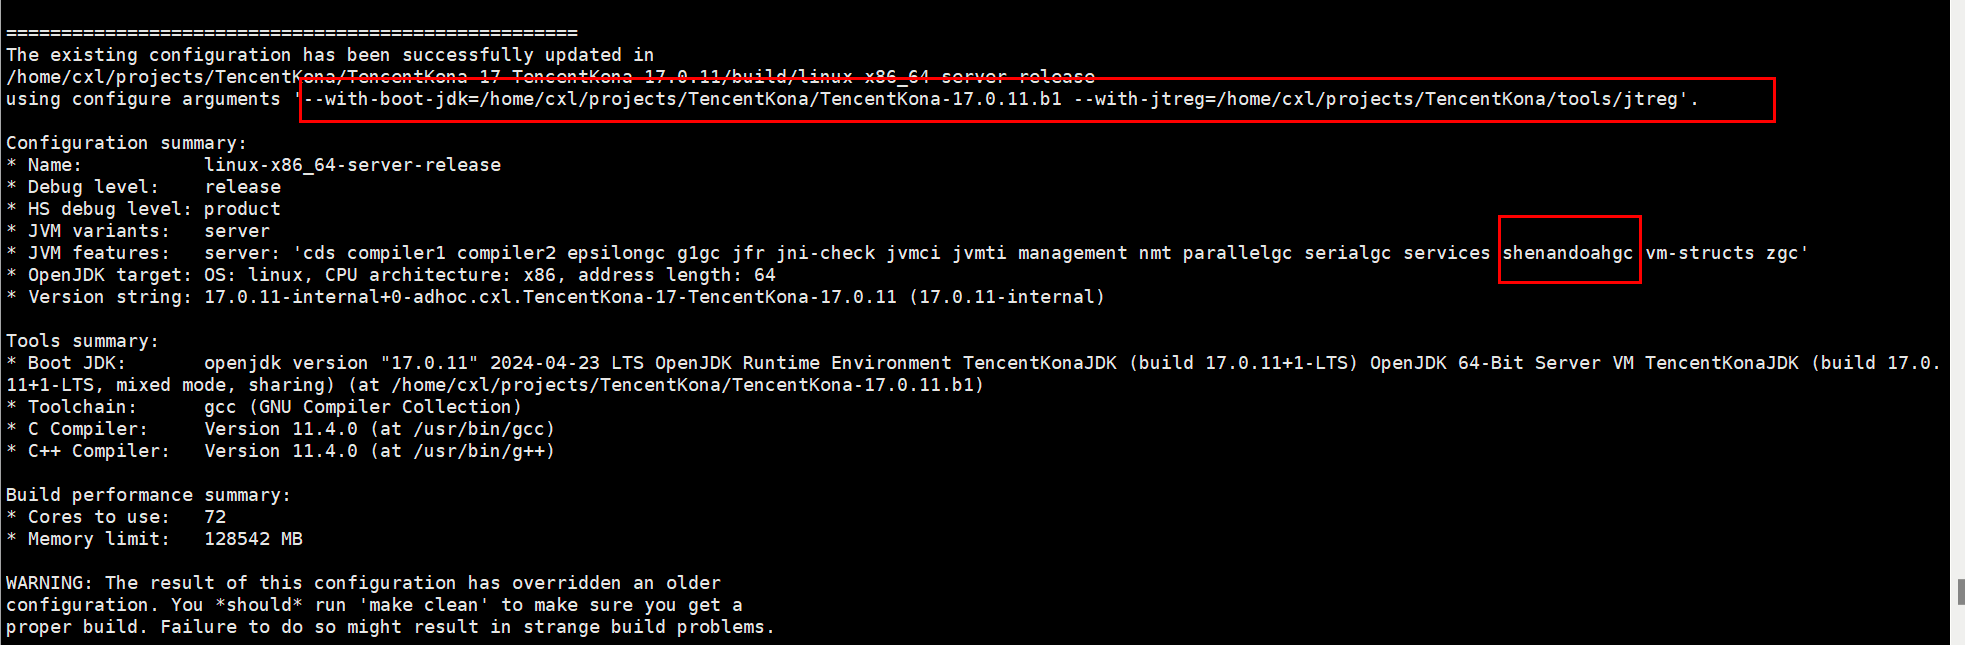 ====================================================
The existing configuration has been successfully updated in
/home/cxl/projects/TencentKona/TencentKona-17-TencentKona-17.0.11/build/linux-x86_64-server-release
using configure arguments '--with-boot-jdk=/home/cxl/projects/TencentKona/TencentKona-17.0.11.b1 --with-jtreg=/home/cxl/projects/TencentKona/tools/jtreg'.
Configuration summary:
* Name:           linux-x86_64-server-release
* Debug level:    release
* HS debug level: product
* JVM variants:   server
* JVM features:   server: 'cds compiler1 compiler2 epsilongc g1gc jfr jni-check jvmci jvmti management nmt parallelgc serialgc services shenandoahgc vm-structs zgc'
* OpenJDK target: OS: linux, CPU architecture: x86, address length: 64
* Version string: 17.0.11-internal+0-adhoc.cxl.TencentKona-17-TencentKona-17.0.11 (17.0.11-internal)
Tools summary:
* Boot JDK:       openjdk version "17.0.11" 2024-04-23 LTS OpenJDK Runtime Environment TencentKonaJDK (build 17.0.11+1-LTS) OpenJDK 64-Bit Server VM TencentKonaJDK (build 17.0.
11+1-LTS, mixed mode, sharing) (at /home/cxl/projects/TencentKona/TencentKona-17.0.11.b1)
* Toolchain:      gcc (GNU Compiler Collection)
* C Compiler:     Version 11.4.0 (at /usr/bin/gcc)
* C++ Compiler:   Version 11.4.0 (at /usr/bin/g++)
Build performance summary:
* Cores to use:   72
* Memory limit:   128542 MB
WARNING: The result of this configuration has overridden an older
configuration. You *should* run 'make clean' to make sure you get a
proper build. Failure to do so might result in strange build problems.